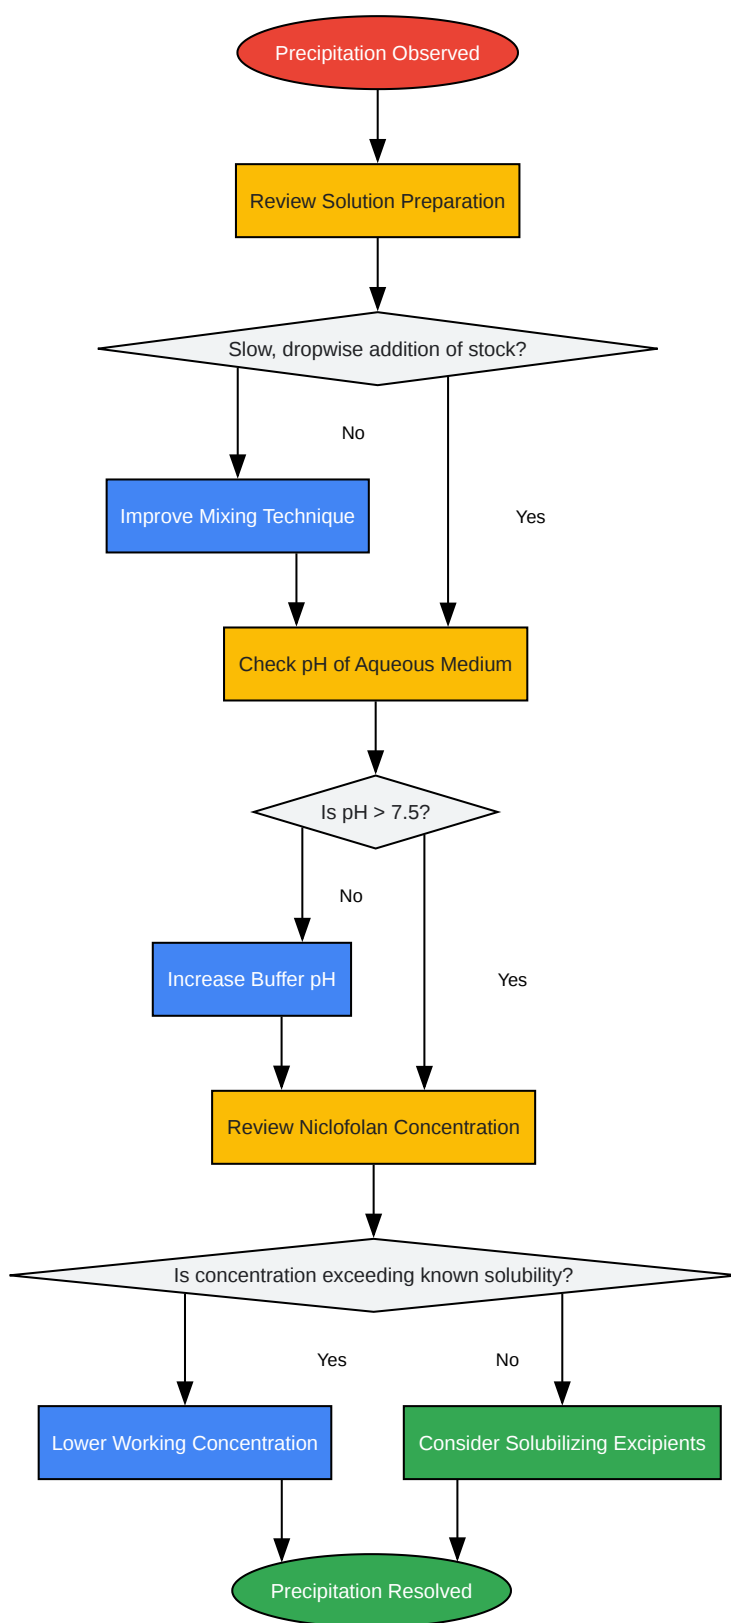 Precipitation Observed
Review Solution Preparation
Slow, dropwise addition of stock?
No
Improve Mixing Technique
Yes
Check pH of Aqueous Medium
Is pH > 7.5?
No
Increase Buffer pH
Yes
Review Niclofolan Concentration
Is concentration exceeding known solubility?
Yes
No
Lower Working Concentration
Consider Solubilizing Excipients
Precipitation Resolved